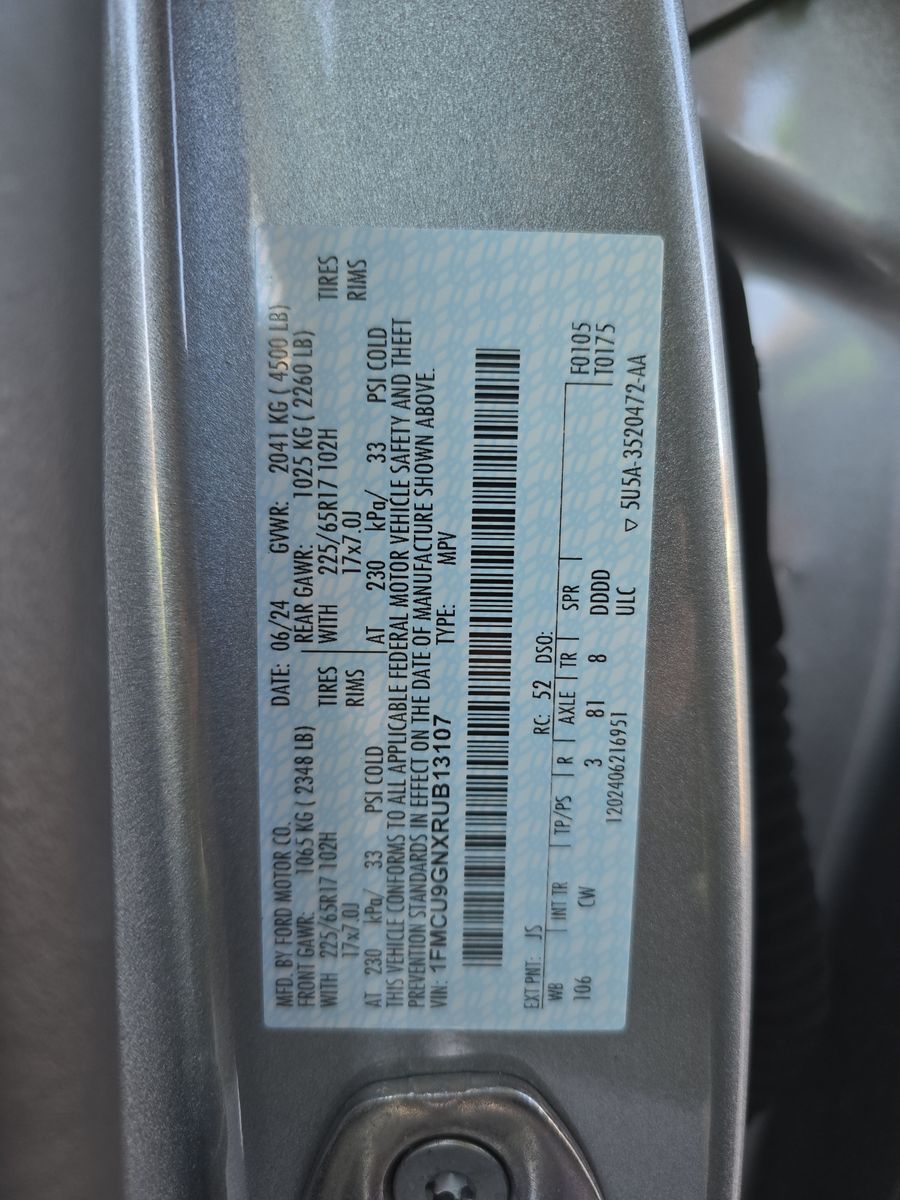 MFD. BY FORD MOTOR CO. DATE: 06/24 GVWR: 2041 KG ( 4500 LB)
FRONT GAWR: 1065 KG ( 2348 LB) REAR GAWR: 1025 KG ( 2260 LB)
WITH 225/65R17 102H TIRES WITH 225/65R17 102H TIRES
17x7.0J RIMS 17x7.0J RIMS
AT 230 kPa/ 33 PSI COLD AT 230 kPa/ 33 PSI COLD
THIS VEHICLE CONFORMS TO ALL APPLICABLE FEDERAL MOTOR VEHICLE SAFETY AND THEFT
PREVENTION STANDARDS IN EFFECT ON THE DATE OF MANUFACTURE SHOWN ABOVE.
VIN: 1FMCU9GNXRUB13107 TYPE: MPV
EXT PNT: JS RC: 52 DSO:
WB INT TR TP/PS R AXLE TR SPR F0105
106 CW 3 81 8 DDDD T0175
1202406216951 ULC ▽ 5U5A-3520472-AA